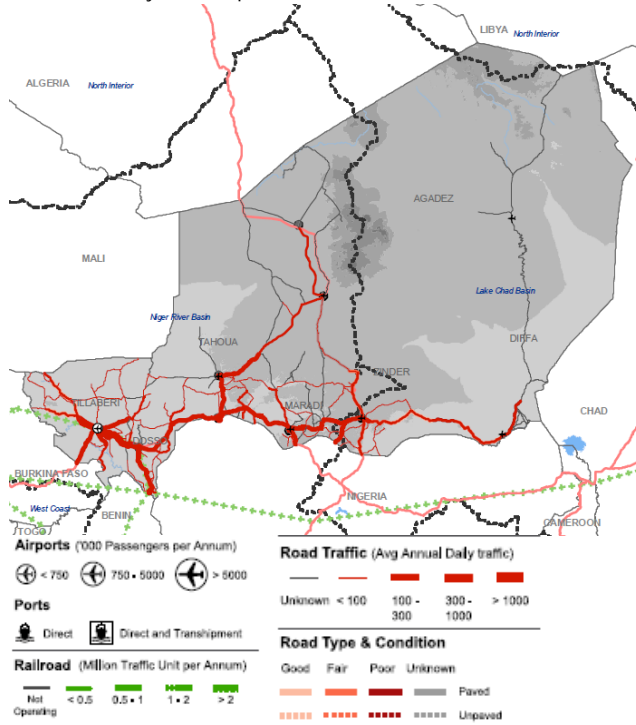 LIBYA
North Interior
ALGERIA
North Interior
AGADEZ
MALI
Lake Chad Basin
Niger River Basin
TAHOUA
DIFFA
ZINDER
TILLABERI
MARADI
DOSSO
CHAD
BURKINA FASO
NIGERIA
West Coast
BENIN
TOGO
CAMEROON
Airports ('000 Passengers per Annum)
< 750 750 - 5000 > 5000
Ports
Direct Direct and Transhipment
Railroad (Million Traffic Unit per Annum)
Not Operating < 0.5 0.5 - 1 1 - 2 > 2
Road Traffic (Avg Annual Daily traffic)
Unknown < 100 100 - 300 300 - 1000 > 1000
Road Type & Condition
Good Fair Poor Unknown
Paved
Unpaved